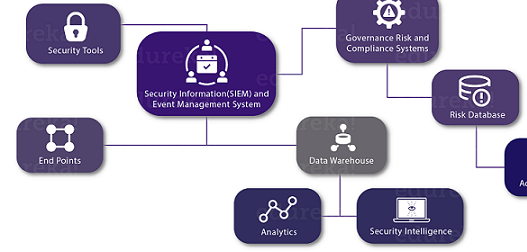 Security Tools
Security Information(SIEM) and
Event Management System
Governance Risk and
Compliance Systems
Risk Database
End Points
Data Warehouse
Analytics
Security Intelligence
edureka!